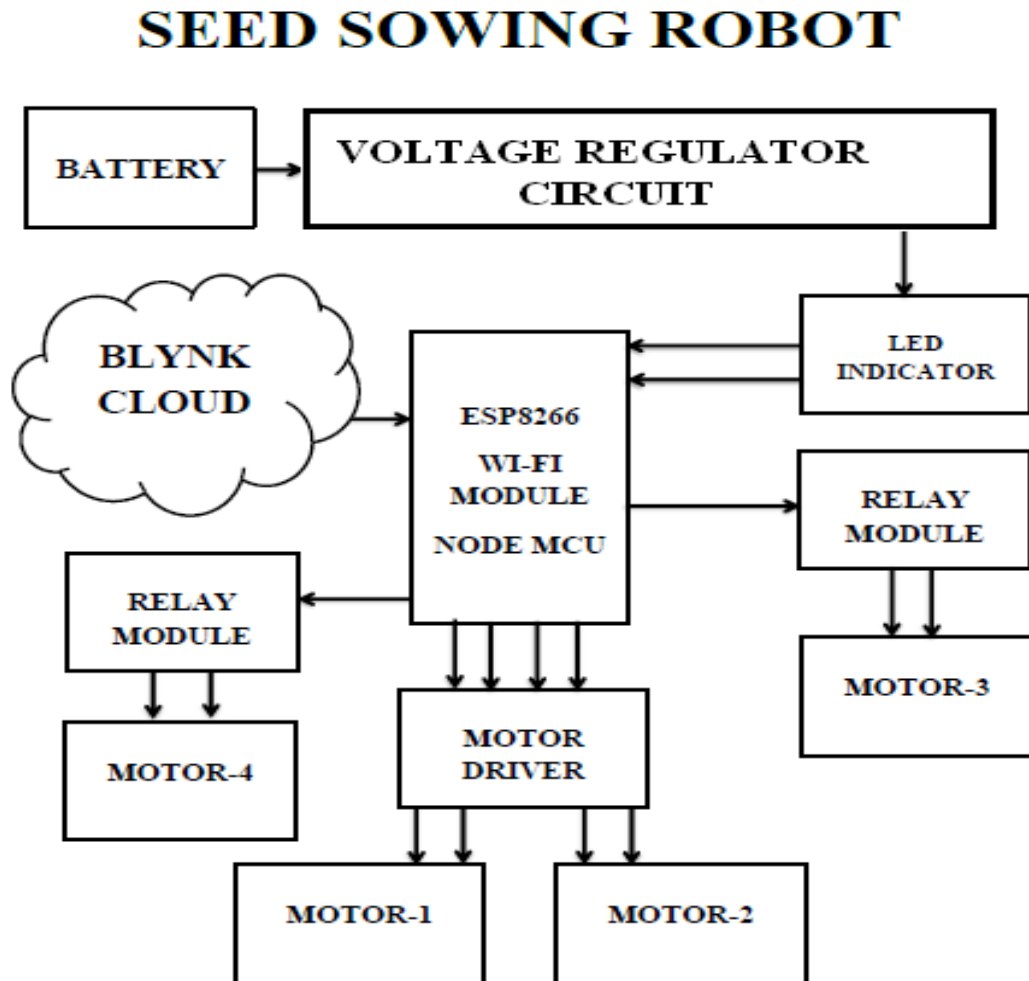 SEED SOWING ROBOT
BATTERY
VOLTAGE REGULATOR
CIRCUIT
BLYNK
CLOUD
LED
INDICATOR
ESP8266
WI-FI
MODULE
NODE MCU
RELAY
MODULE
RELAY
MODULE
MOTOR-3
MOTOR-4
MOTOR
DRIVER
MOTOR-1
MOTOR-2